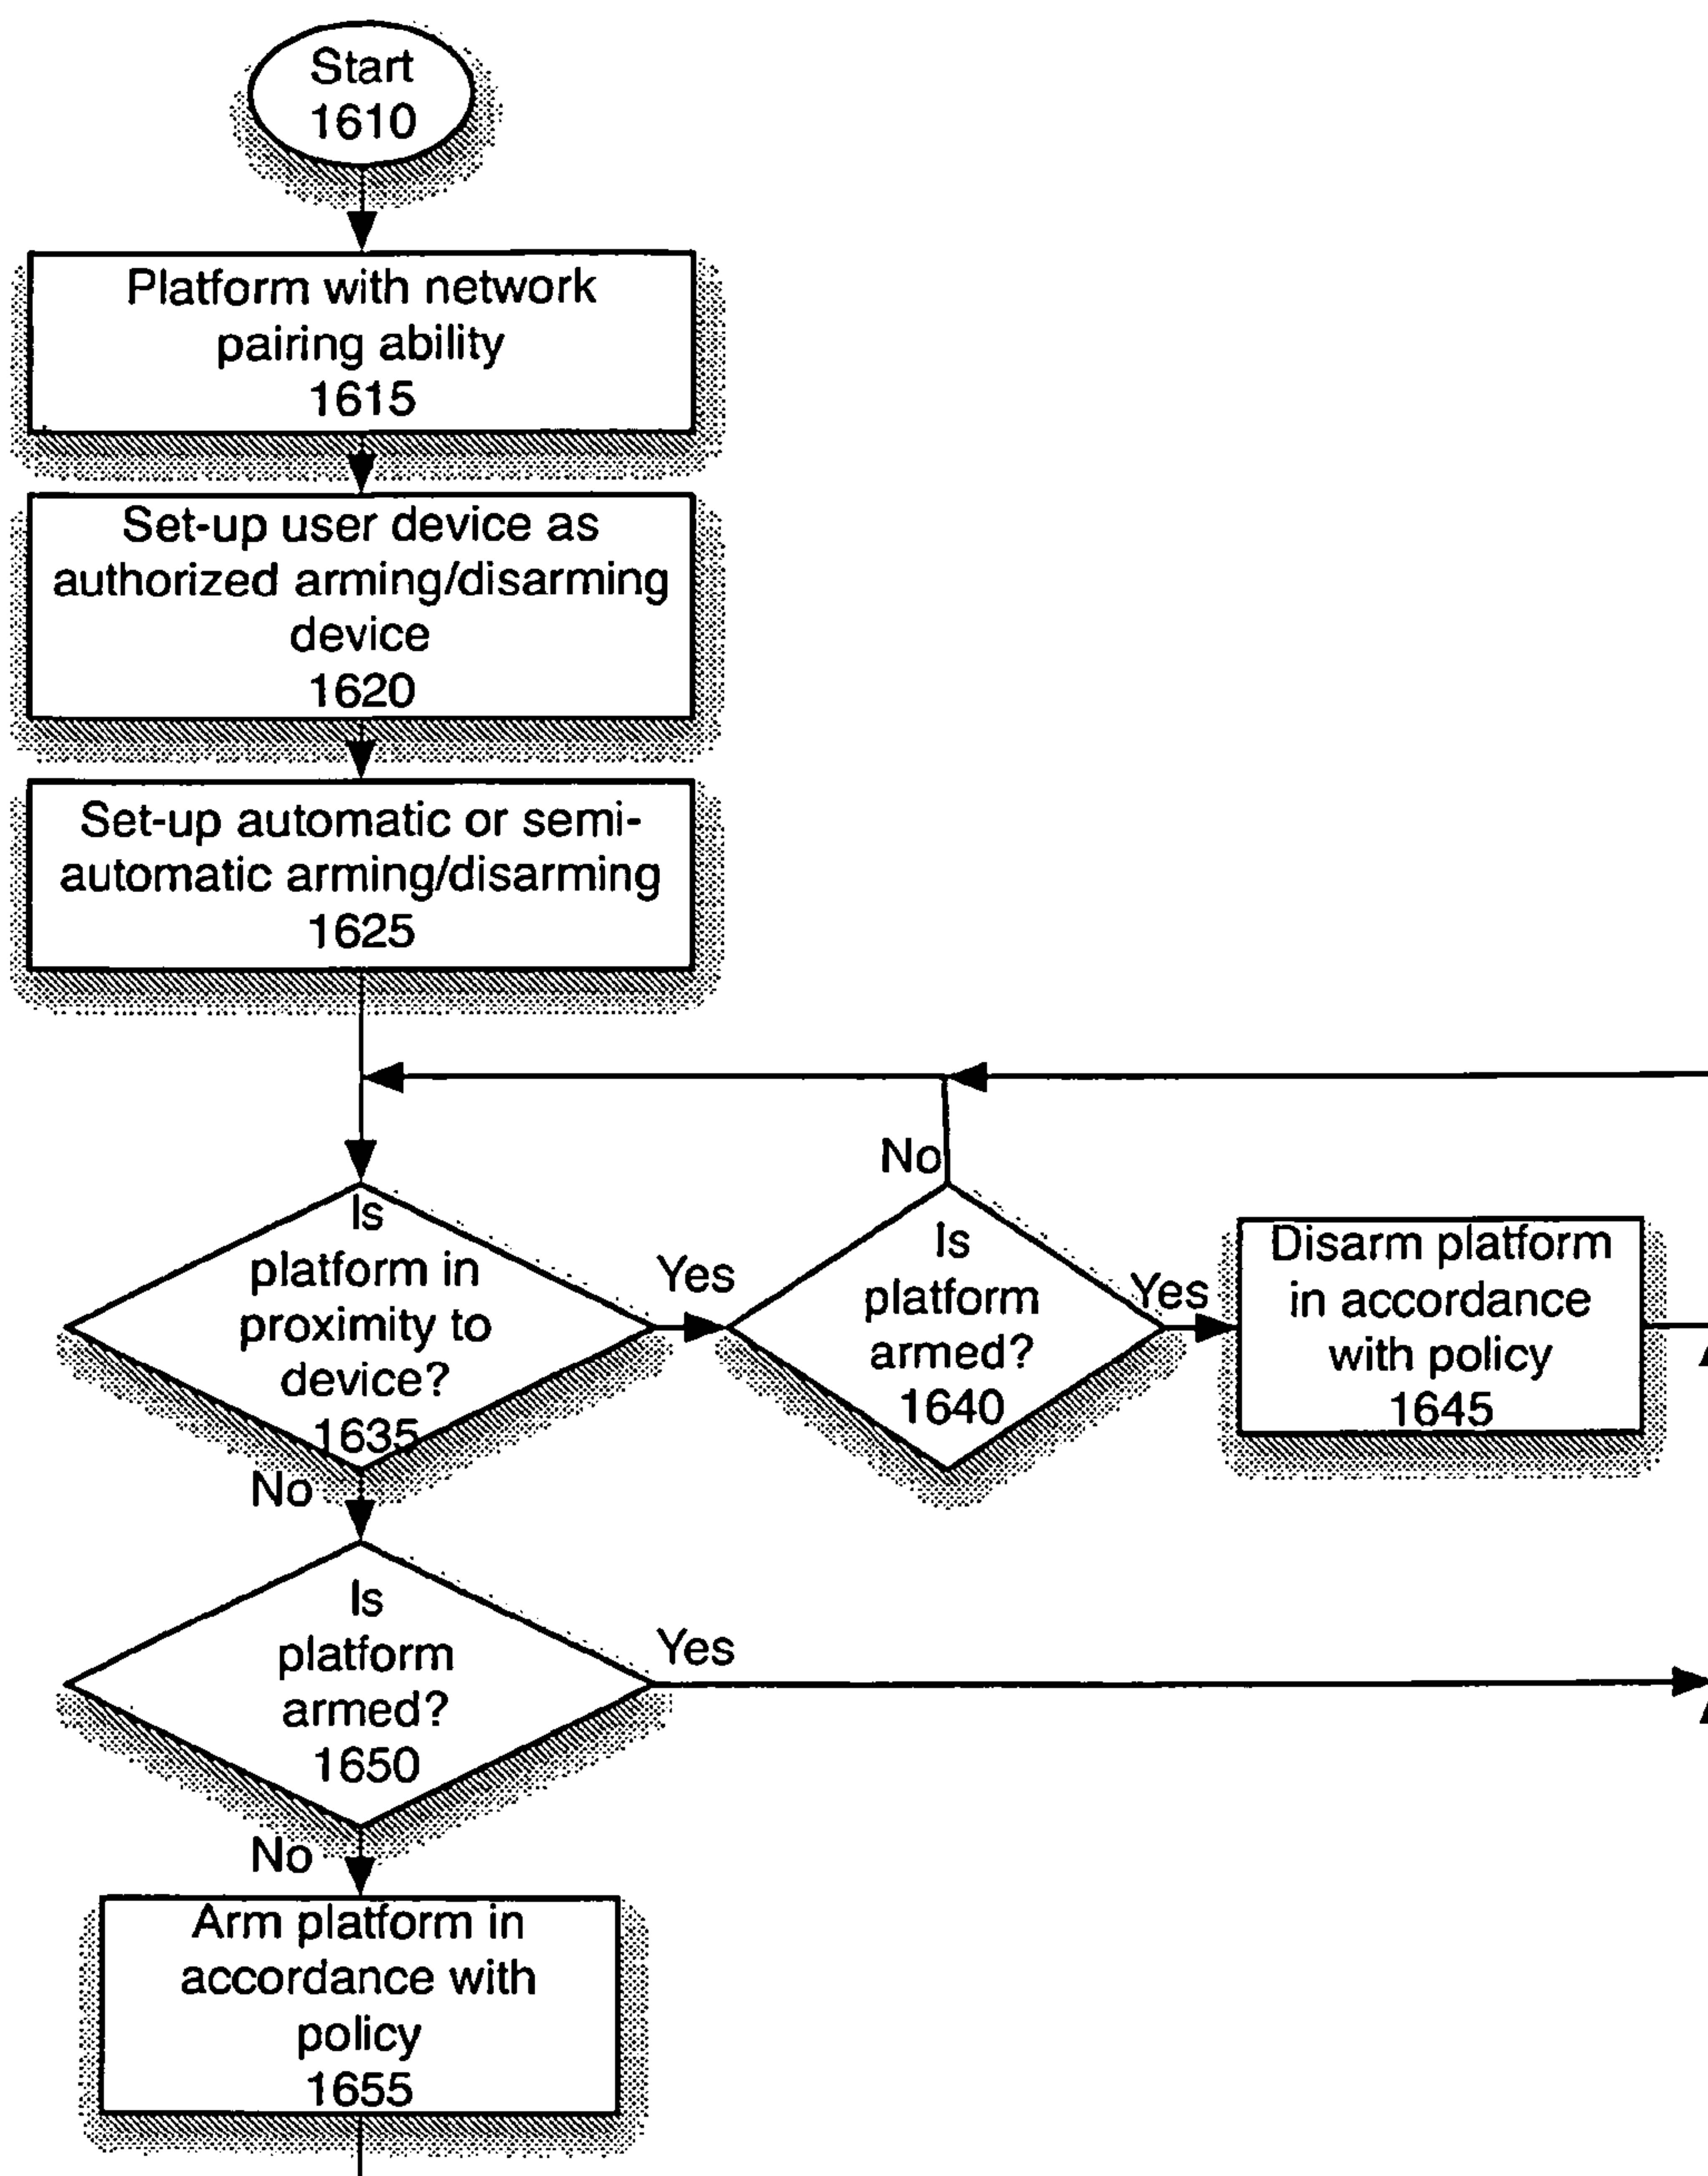 Start
1610
Platform with network
pairing ability
1615
Set-up user device as
authorized arming/disarming
device
1620
Set-up automatic or semi-
automatic arming/disarming
1625
Is
platform in
proximity to
device?
1635
Yes
No
Is
platform
armed?
1640
No
Yes
Disarm platform
in accordance
with policy
1645
Is
platform
armed?
1650
Yes
No
Arm platform in
accordance with
policy
1655